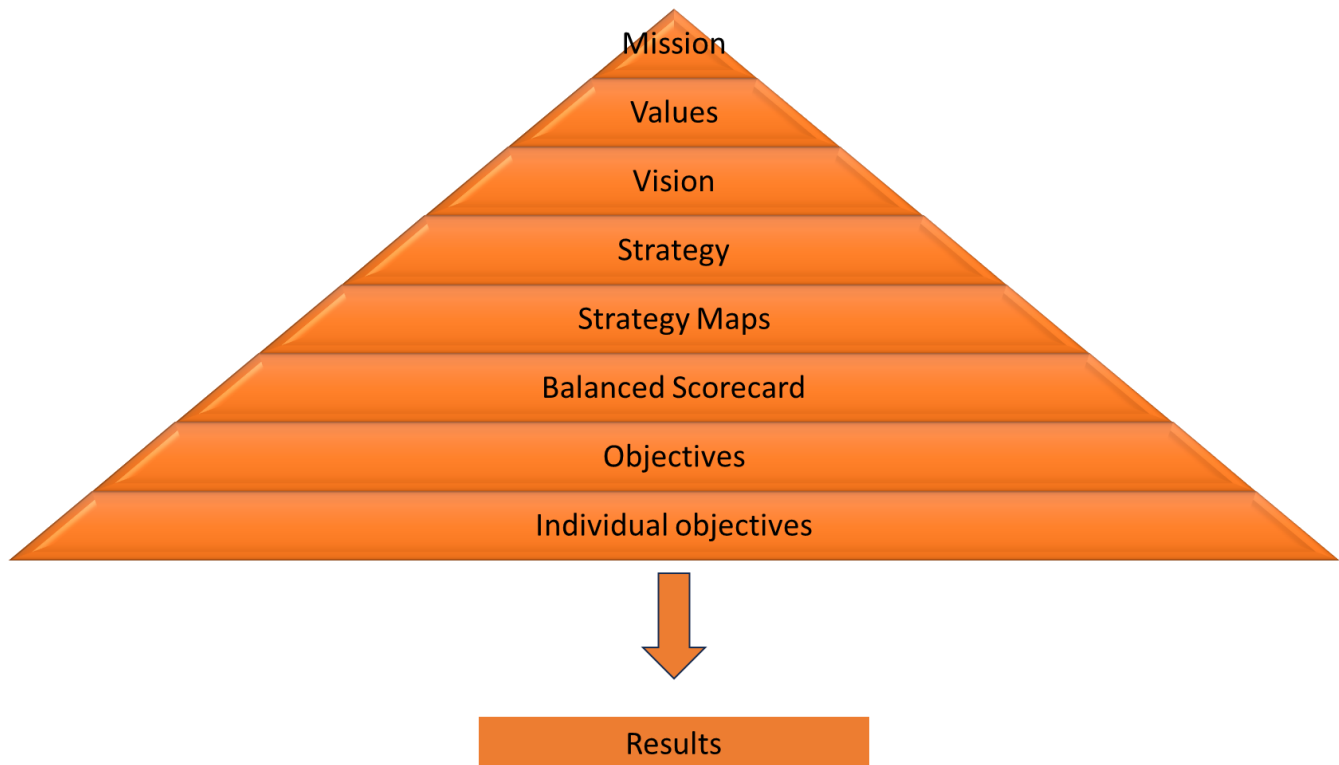 Mission
Values
Vision
Strategy
Strategy Maps
Balanced Scorecard
Objectives
Individual objectives
Results